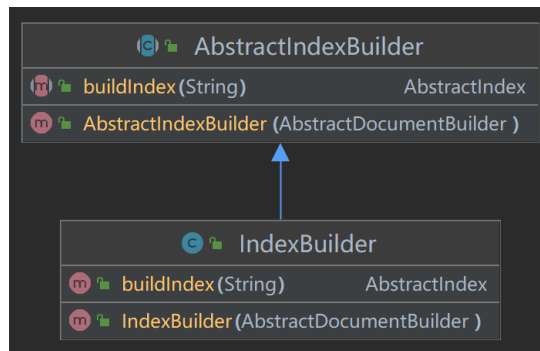 AbstractIndexBuilder
buildIndex(String) AbstractIndex
AbstractIndexBuilder (AbstractDocumentBuilder )
IndexBuilder
buildIndex(String) AbstractIndex
IndexBuilder(AbstractDocumentBuilder )